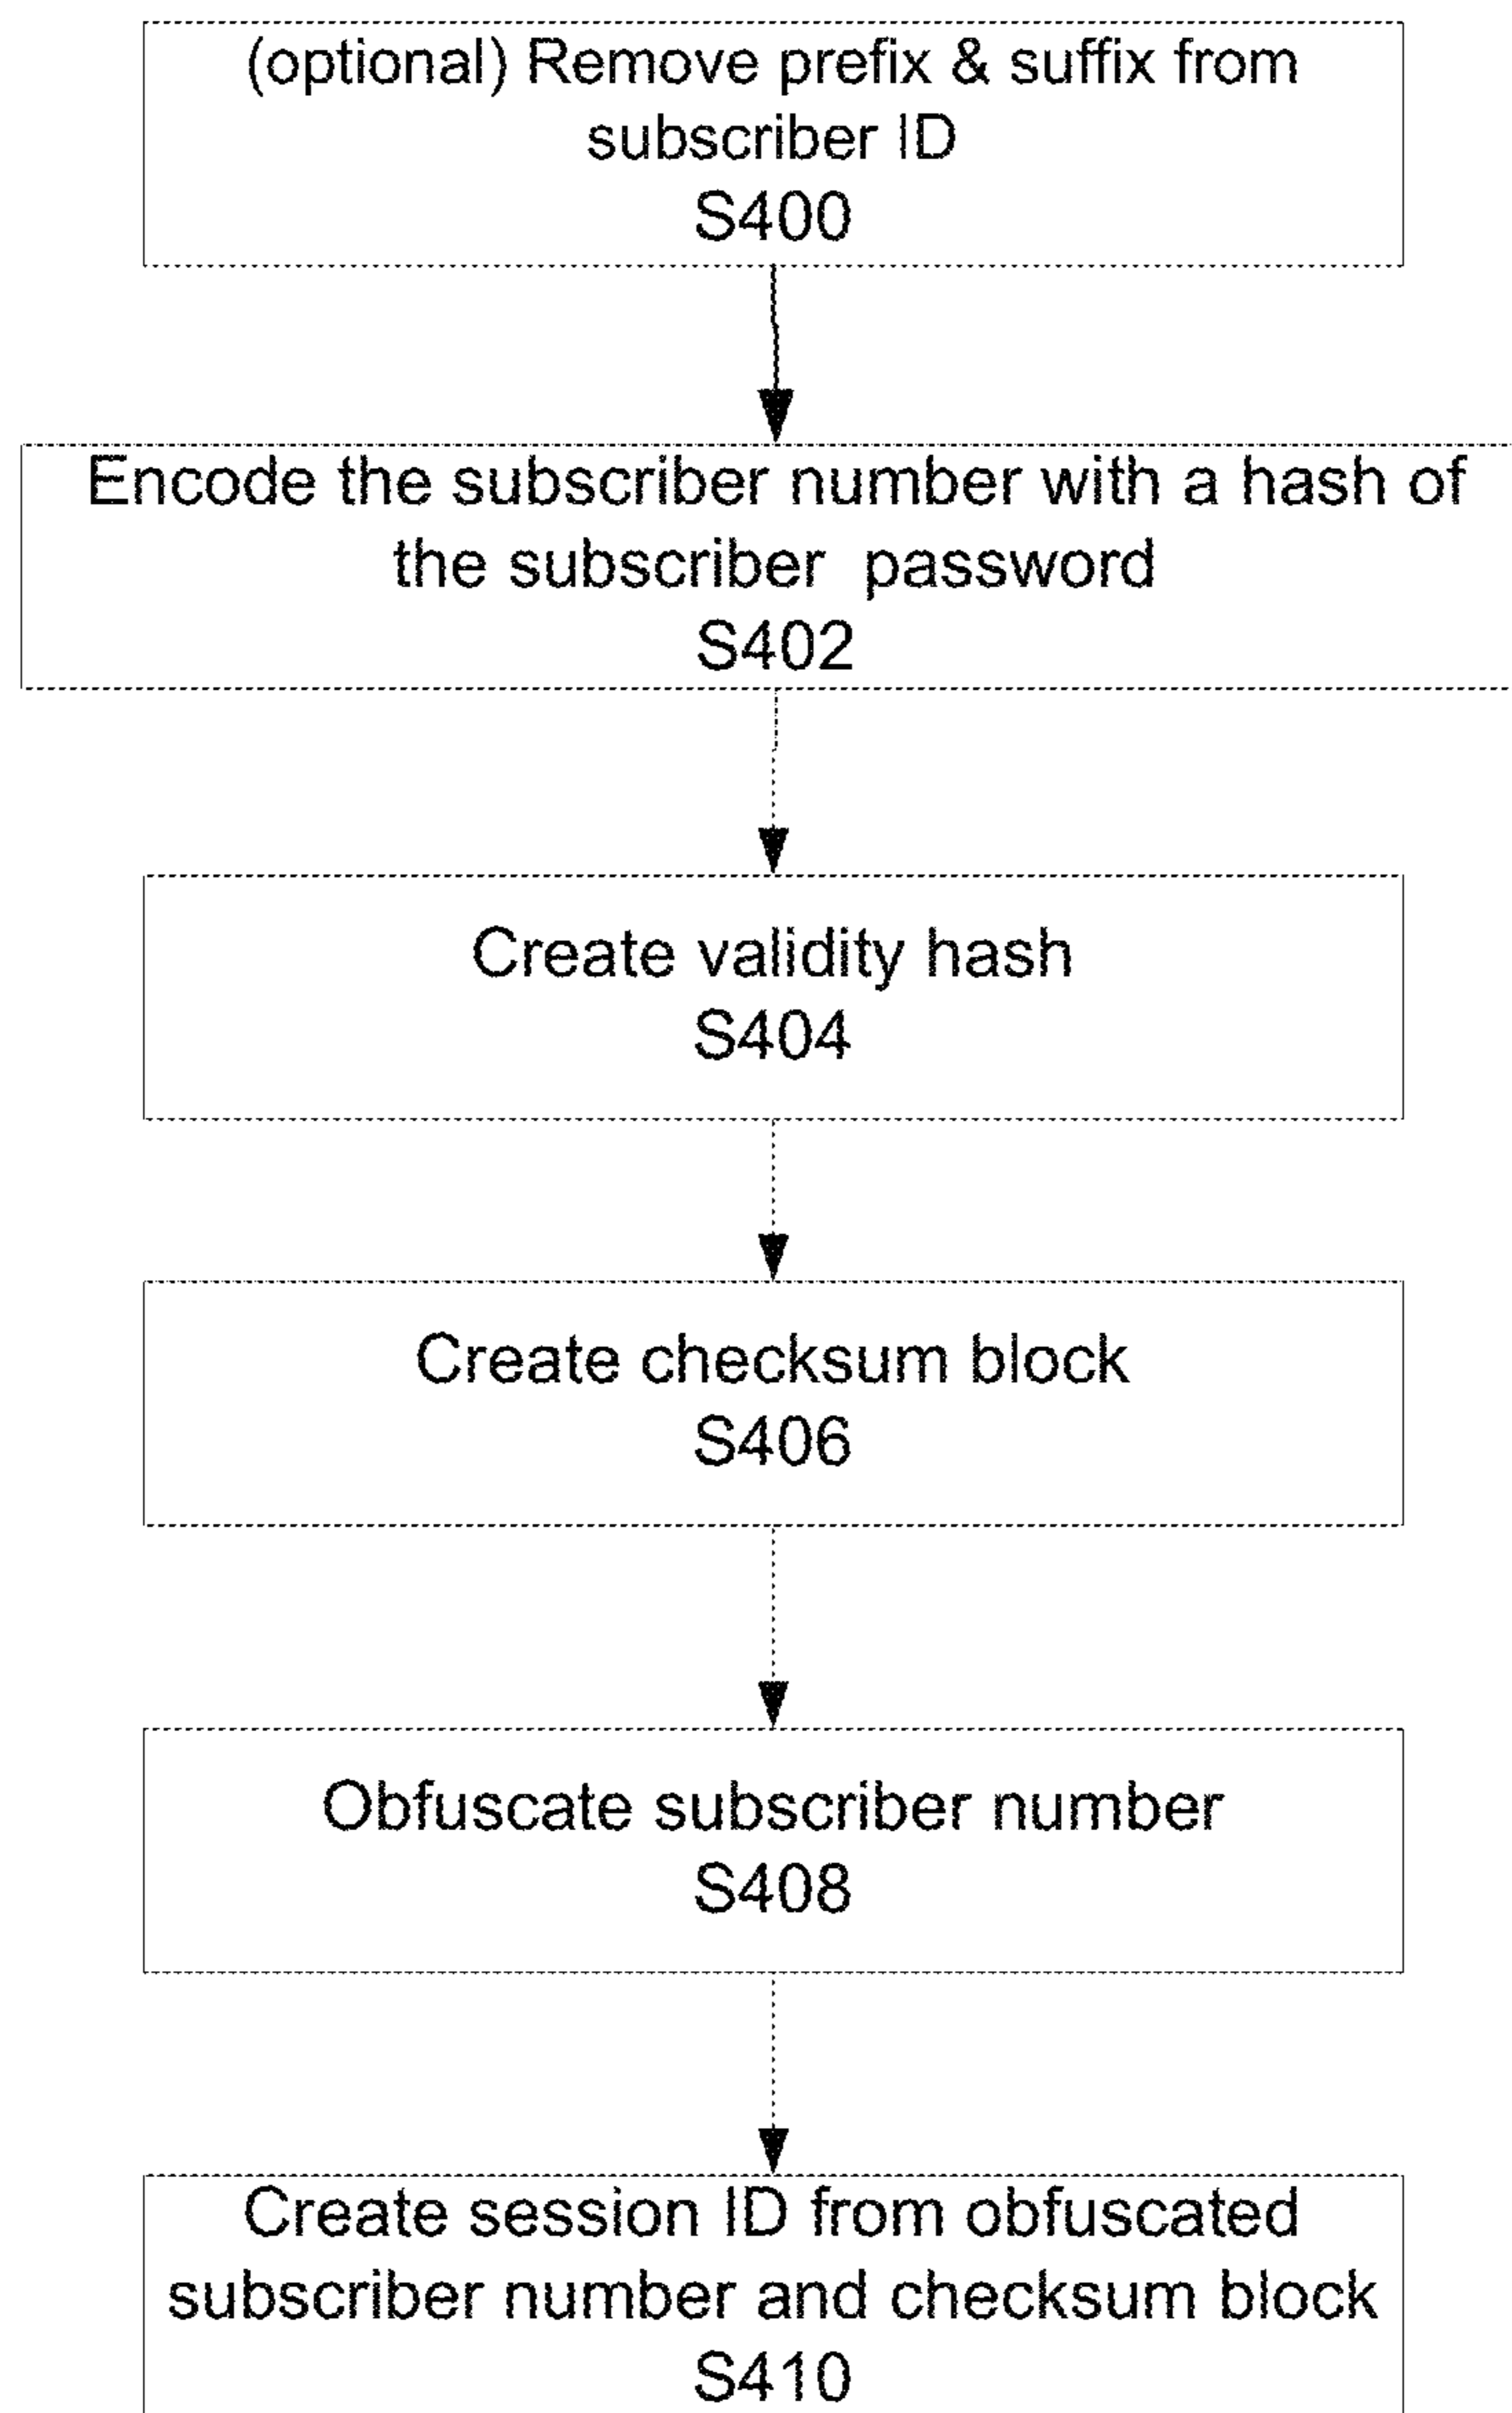 (optional) Remove prefix & suffix from
subscriber ID
S400
Encode the subscriber number with a hash of
the subscriber password
S402
Create validity hash
S404
Create checksum block
S406
Obfuscate subscriber number
S408
Create session ID from obfuscated
subscriber number and checksum block
S410